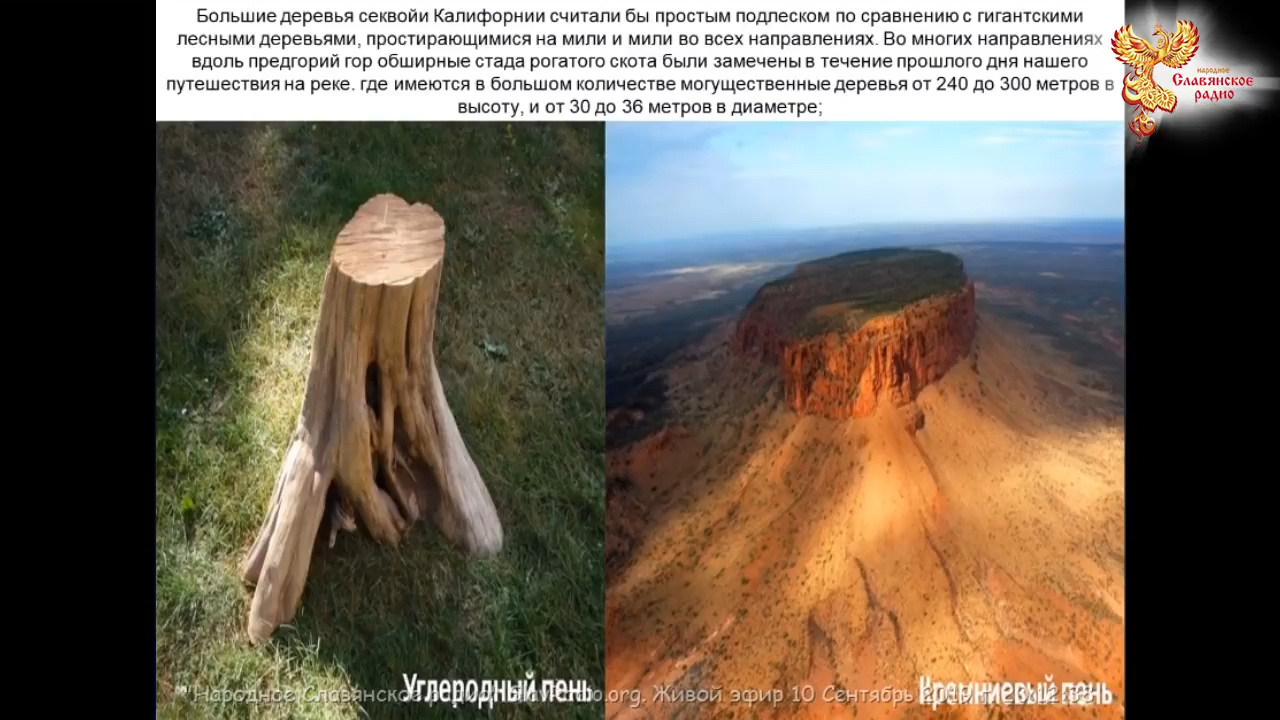 Большие деревья секвойи Калифорнии считали бы простым подлеском по сравнению с гигантскими
лесными деревьями, простирающимися на мили и мили во всех направлениях. Во многих направлениях
вдоль предгорий гор обширные стада рогатого скота были замечены в течение прошлого дня нашего
путешествия на реке. где имеются в большом количестве могущественные деревья от 240 до 300 метров в
высоту, и от 30 до 36 метров в диаметре;
народное
Славянское
радио
Углеродный пень
Кремниевый пень
"Народное Славянское радио" Живой эфир 10 Сентябрь